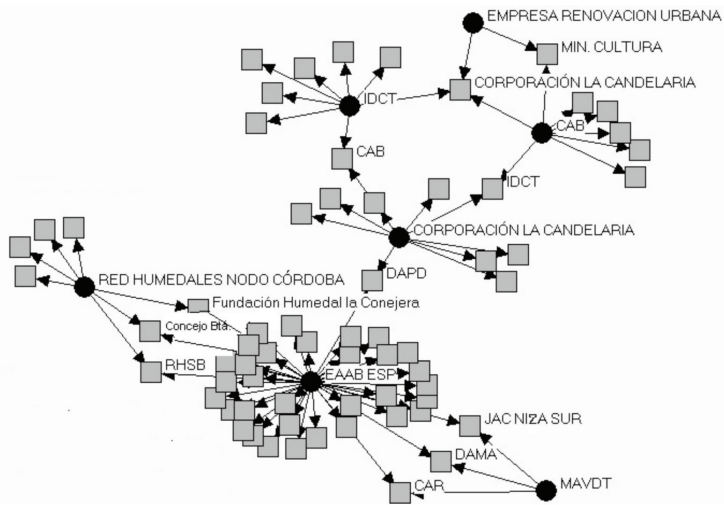 EMPRESA RENOVACION URBANA
MIN. CULTURA
CORPORACIÓN LA CANDELARIA
IDCT
CAB
CAB
IDCT
CORPORACIÓN LA CANDELARIA
DAPD
RED HUMEDALES NODO CÓRDOBA
Fundación Humedal la Conejera
Concejo Btá.
RHSB
EAAB ESP
JAC NIZA SUR
DAMA
CAR
MAVDT